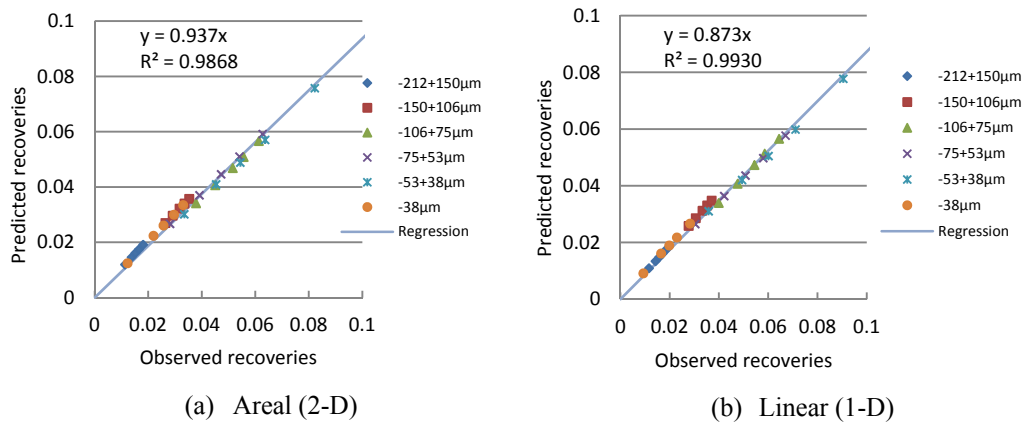 y = 0.937x
R² = 0.9868
0.1
0.08
0.06
0.04
0.02
0
Predicted recoveries
0 0.02 0.04 0.06 0.08 0.1
Observed recoveries
-212+150µm
-150+106µm
-106+75µm
-75+53µm
-53+38µm
-38µm
Regression
(a) Areal (2-D)
y = 0.873x
R² = 0.9930
0.1
0.08
0.06
0.04
0.02
0
Predicted recoveries
0 0.02 0.04 0.06 0.08 0.1
Observed recoveries
-212+150µm
-150+106µm
-106+75µm
-75+53µm
-53+38µm
-38µm
Regression
(b) Linear (1-D)